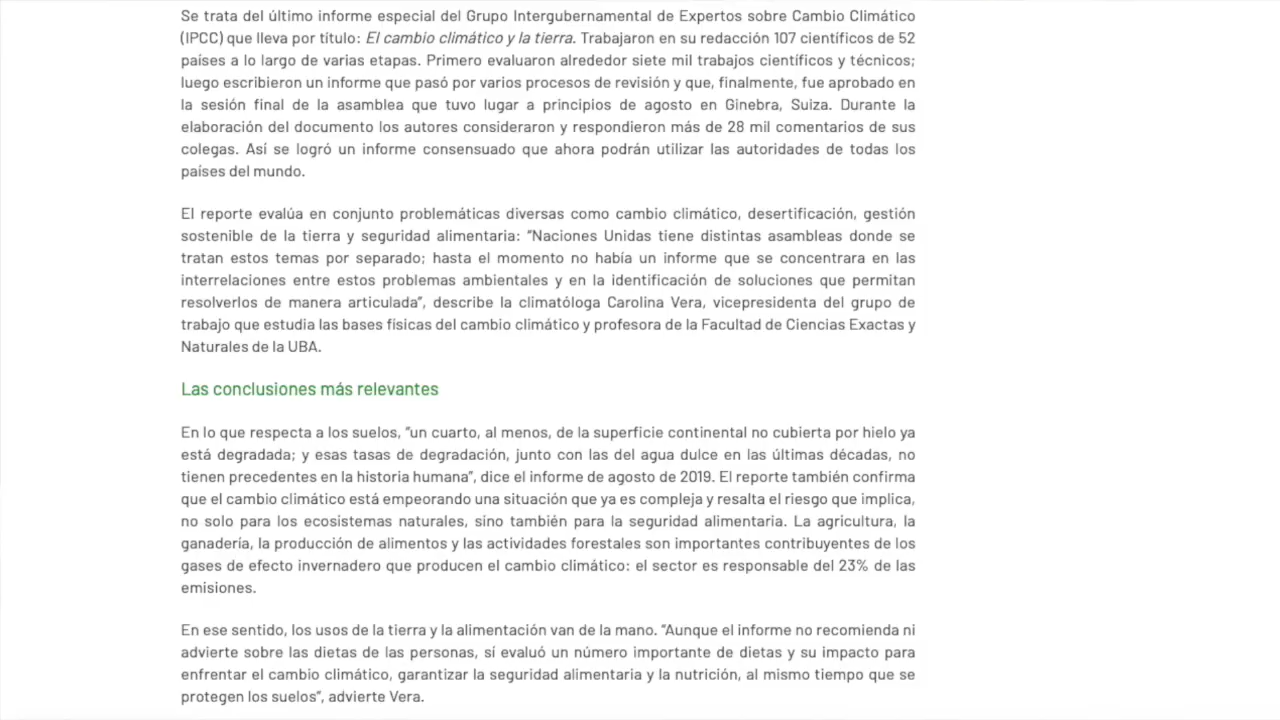 Se trata del último informe especial del Grupo Intergubernamental de Expertos sobre Cambio Climático
(IPCC) que lleva por título: El cambio climático y la tierra. Trabajaron en su redacción 107 científicos de 52
países a lo largo de varias etapas. Primero evaluaron alrededor siete mil trabajos científicos y técnicos;
luego escribieron un informe que pasó por varios procesos de revisión y que, finalmente, fue aprobado en
la sesión final de la asamblea que tuvo lugar a principios de agosto en Ginebra, Suiza. Durante la
elaboración del documento los autores consideraron y respondieron más de 28 mil comentarios de sus
colegas. Así se logró un informe consensuado que ahora podrán utilizar las autoridades de todas los
países del mundo.
El reporte evalúa en conjunto problemáticas diversas como cambio climático, desertificación, gestión
sostenible de la tierra y seguridad alimentaria: “Naciones Unidas tiene distintas asambleas donde se
tratan estos temas por separado; hasta el momento no había un informe que se concentrara en las
interrelaciones entre estos problemas ambientales y en la identificación de soluciones que permitan
resolverlos de manera articulada”, describe la climatóloga Carolina Vera, vicepresidenta del grupo de
trabajo que estudia las bases físicas del cambio climático y profesora de la Facultad de Ciencias Exactas y
Naturales de la UBA.
Las conclusiones más relevantes
En lo que respecta a los suelos, “un cuarto, al menos, de la superficie continental no cubierta por hielo ya
está degradada; y esas tasas de degradación, junto con las del agua dulce en las últimas décadas, no
tienen precedentes en la historia humana”, dice el informe de agosto de 2019. El reporte también confirma
que el cambio climático está empeorando una situación que ya es compleja y resalta el riesgo que implica,
no solo para los ecosistemas naturales, sino también para la seguridad alimentaria. La agricultura, la
ganadería, la producción de alimentos y las actividades forestales son importantes contribuyentes de los
gases de efecto invernadero que producen el cambio climático: el sector es responsable del 23% de las
emisiones.
En ese sentido, los usos de la tierra y la alimentación van de la mano. “Aunque el informe no recomienda ni
advierte sobre las dietas de las personas, sí evaluó un número importante de dietas y su impacto para
enfrentar el cambio climático, garantizar la seguridad alimentaria y la nutrición, al mismo tiempo que se
protegen los suelos”, advierte Vera.